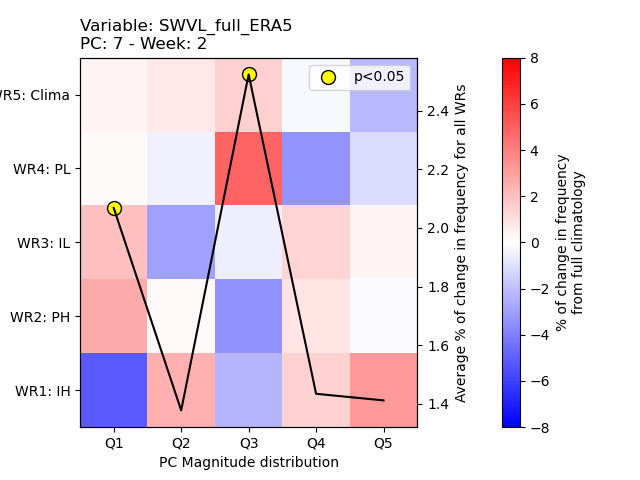 Variable: SWVL_full_ERA5
PC: 7 - Week: 2
p<0.05
WR5: Clima
WR4: PL
WR3: IL
WR2: PH
WR1: IH
Q1 Q2 Q3 Q4 Q5
PC Magnitude distribution
2.4
2.2
2.0
1.8
1.6
1.4
Average % of change in frequency for all WRs
8
6
4
2
0
−2
−4
−6
−8
% of change in frequency
from full climatology